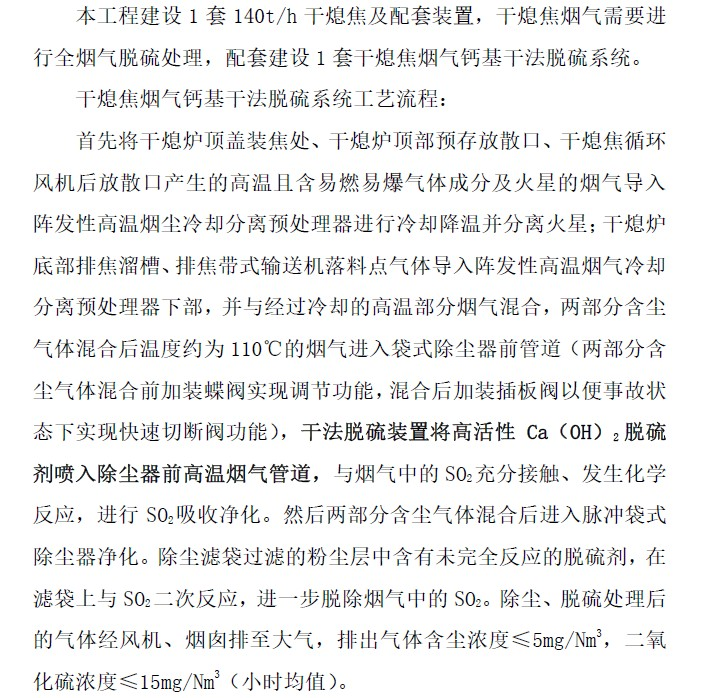 本工程建设 1 套 140t/h 干熄焦及配套装置，干熄焦烟气需要进
行全烟气脱硫处理，配套建设 1 套干熄焦烟气钙基干法脱硫系统。
干熄焦烟气钙基干法脱硫系统工艺流程：
首先将干熄炉顶盖装焦处、干熄炉顶部预存放散口、干熄焦循环
风机后放散口产生的高温且含易燃易爆气体成分及火星的烟气导入
阵发性高温烟尘冷却分离预处理器进行冷却降温并分离火星；干熄炉
底部排焦溜槽、排焦带式输送机落料点气体导入阵发性高温烟气冷却
分离预处理器下部，并与经过冷却的高温部分烟气混合，两部分含尘
气体混合后温度约为 110℃的烟气进入袋式除尘器前管道（两部分含
尘气体混合前加装蝶阀实现调节功能，混合后加装插板阀以便事故状
态下实现快速切断阀功能），干法脱硫装置将高活性 Ca（OH）₂脱硫
剂喷入除尘器前高温烟气管道，与烟气中的 SO₂充分接触、发生化学
反应，进行 SO₂吸收净化。然后两部分含尘气体混合后进入脉冲袋式
除尘器净化。除尘滤袋过滤的粉尘层中含有未完全反应的脱硫剂，在
滤袋上与 SO₂二次反应，进一步脱除烟气中的 SO₂。除尘、脱硫处理后
的气体经风机、烟囱排至大气，排出气体含尘浓度≤5mg/Nm³，二氧
化硫浓度≤15mg/Nm³（小时均值）。